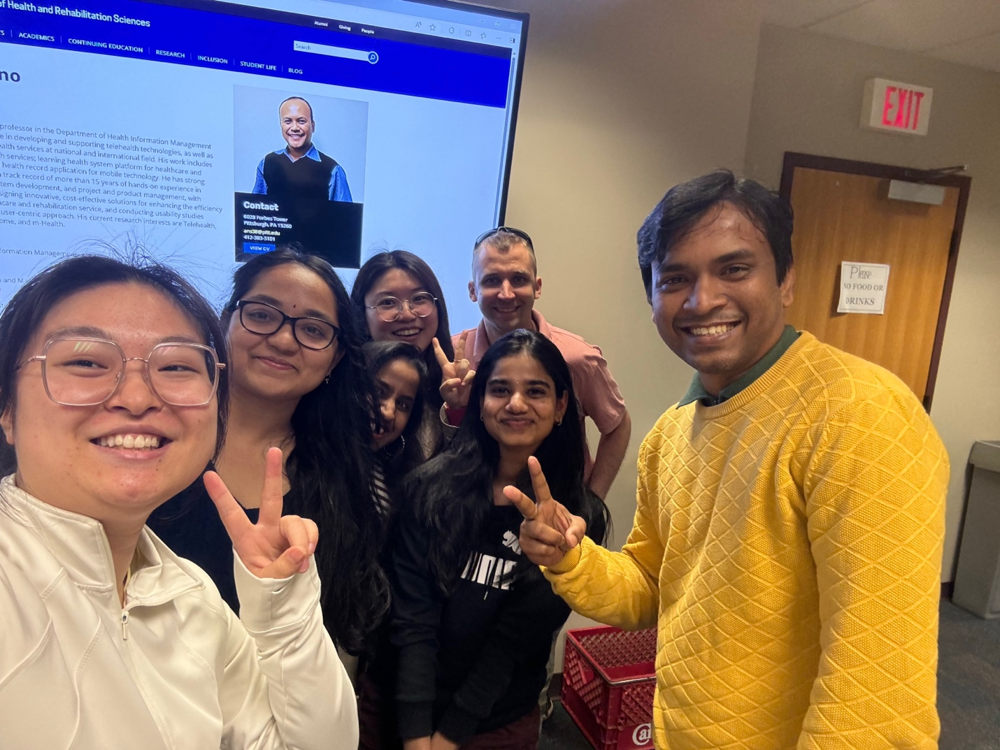 of Health and Rehabilitation Sciences
Alumni Giving People
Search
TS ACADEMICS CONTINUING EDUCATION RESEARCH INCLUSION STUDENT LIFE BLOG
no
professor in the Department of Health Information Management
e in developing and supporting telehealth technologies, as well as
ealth services at national and international field. His work includes
h services; learning health system platform for healthcare and
health record application for mobile technology. He has strong
track record of more than 15 years of hands-on experience in
tem development, and project and product management, with
signing innovative, cost-effective solutions for enhancing the efficiency
hcare and rehabilitation service, and conducting usability studies
user-centric approach. His current research interests are Telehealth,
ome, and m-Health.
Contact
6028 Forbes Tower
Pittsburgh, PA 15260
ans38@pitt.edu
412-383-5101
VIEW CV
formation Management
n and M
EXIT
Please
NO FOOD OR
DRINKS